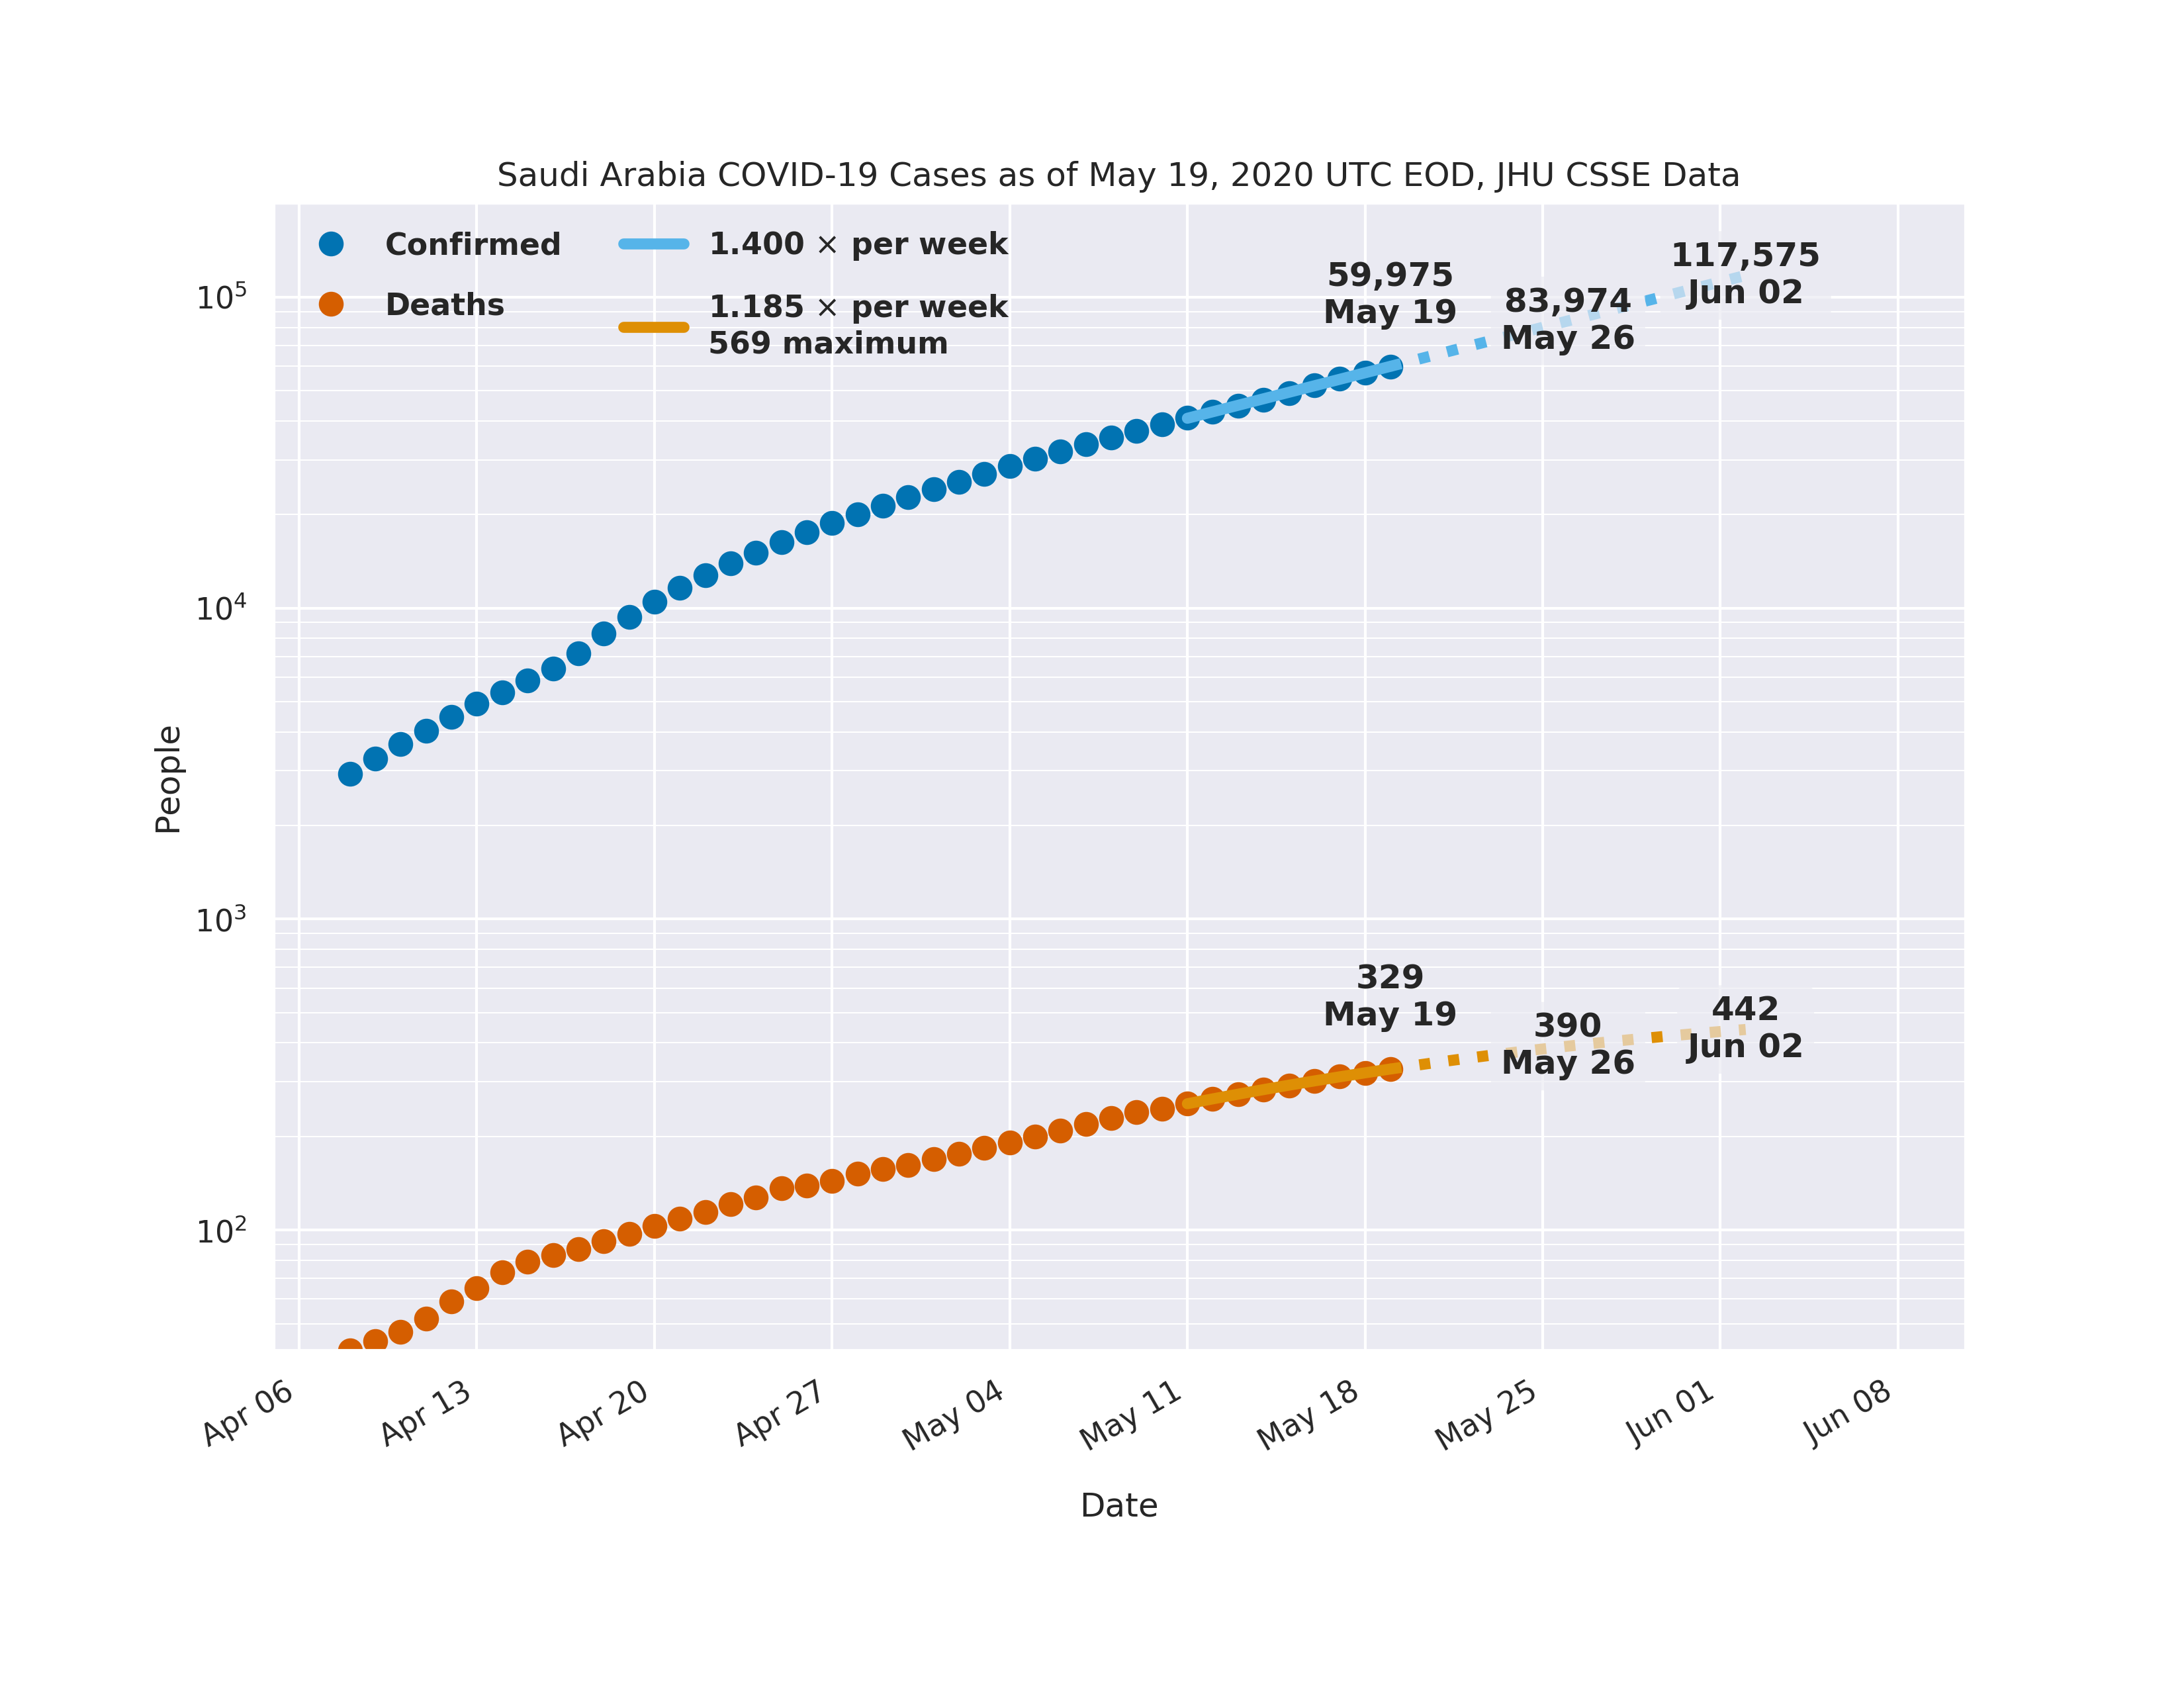 Saudi Arabia COVID-19 Cases as of May 19, 2020 UTC EOD, JHU CSSE Data
Confirmed
Deaths
1.400 × per week
1.185 × per week
569 maximum
59,975
May 19
83,974
May 26
117,575
Jun 02
329
May 19
390
May 26
442
Jun 02
10⁵
10⁴
10³
10²
People
Apr 06
Apr 13
Apr 20
Apr 27
May 04
May 11
May 18
May 25
Jun 01
Jun 08
Date